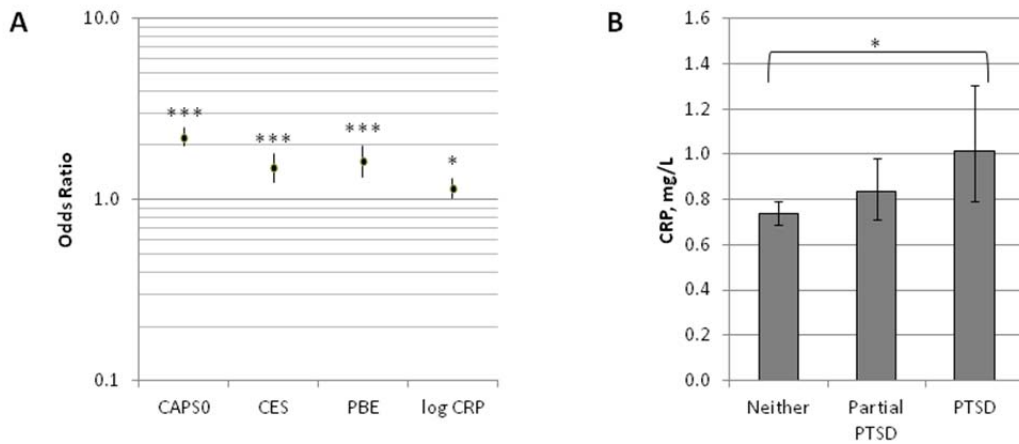 A
Odds Ratio
10.0
1.0
0.1
***
***
***
*
CAPS0 CES PBE log CRP
B
CRP, mg/L
1.6
1.4
1.2
1.0
0.8
0.6
0.4
0.2
0.0
*
Neither Partial PTSD
PTSD